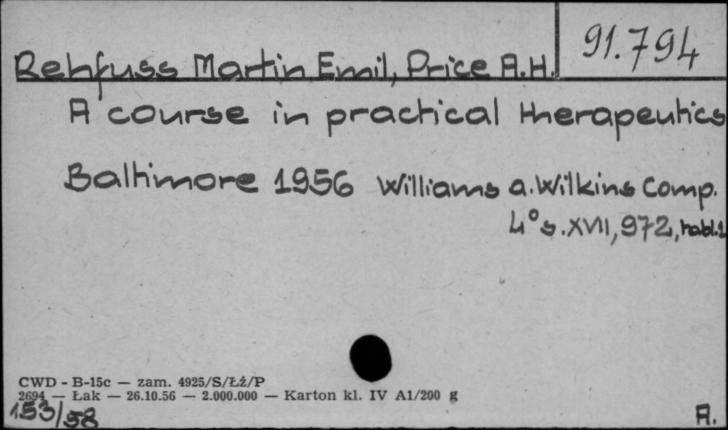 91.794
Rehfuss Martin Emil, Price A.H.
A course in practical therapeutics
Baltimore 1956 Williams a. Wilkins Comp.
4° s. XVII, 972, tabl. 1
CWD - B-15c — zam. 4925/S/Łź/P
2694 — Łak — 26.10.56 — 2.000.000 — Karton kl. IV A1/200 g
153/58
A.